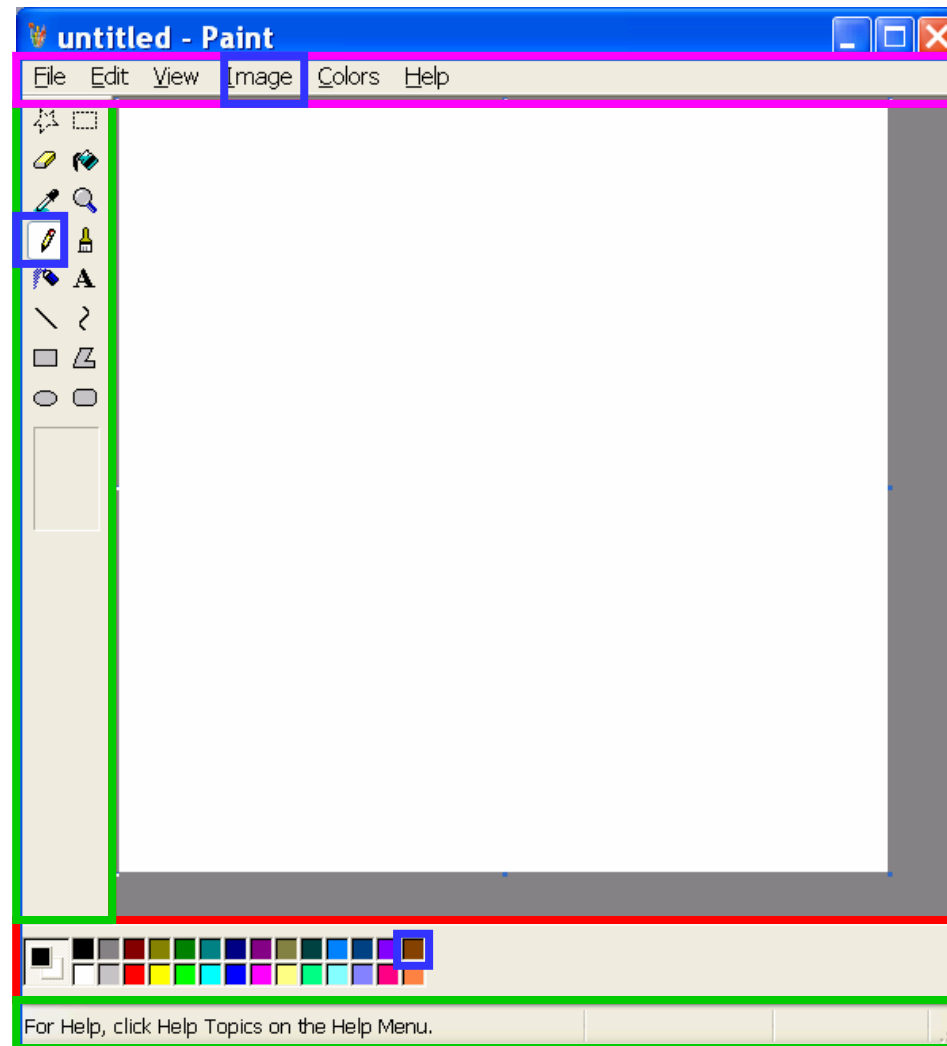 untitled - Paint
File Edit View Image Colors Help
A
For Help, click Help Topics on the Help Menu.